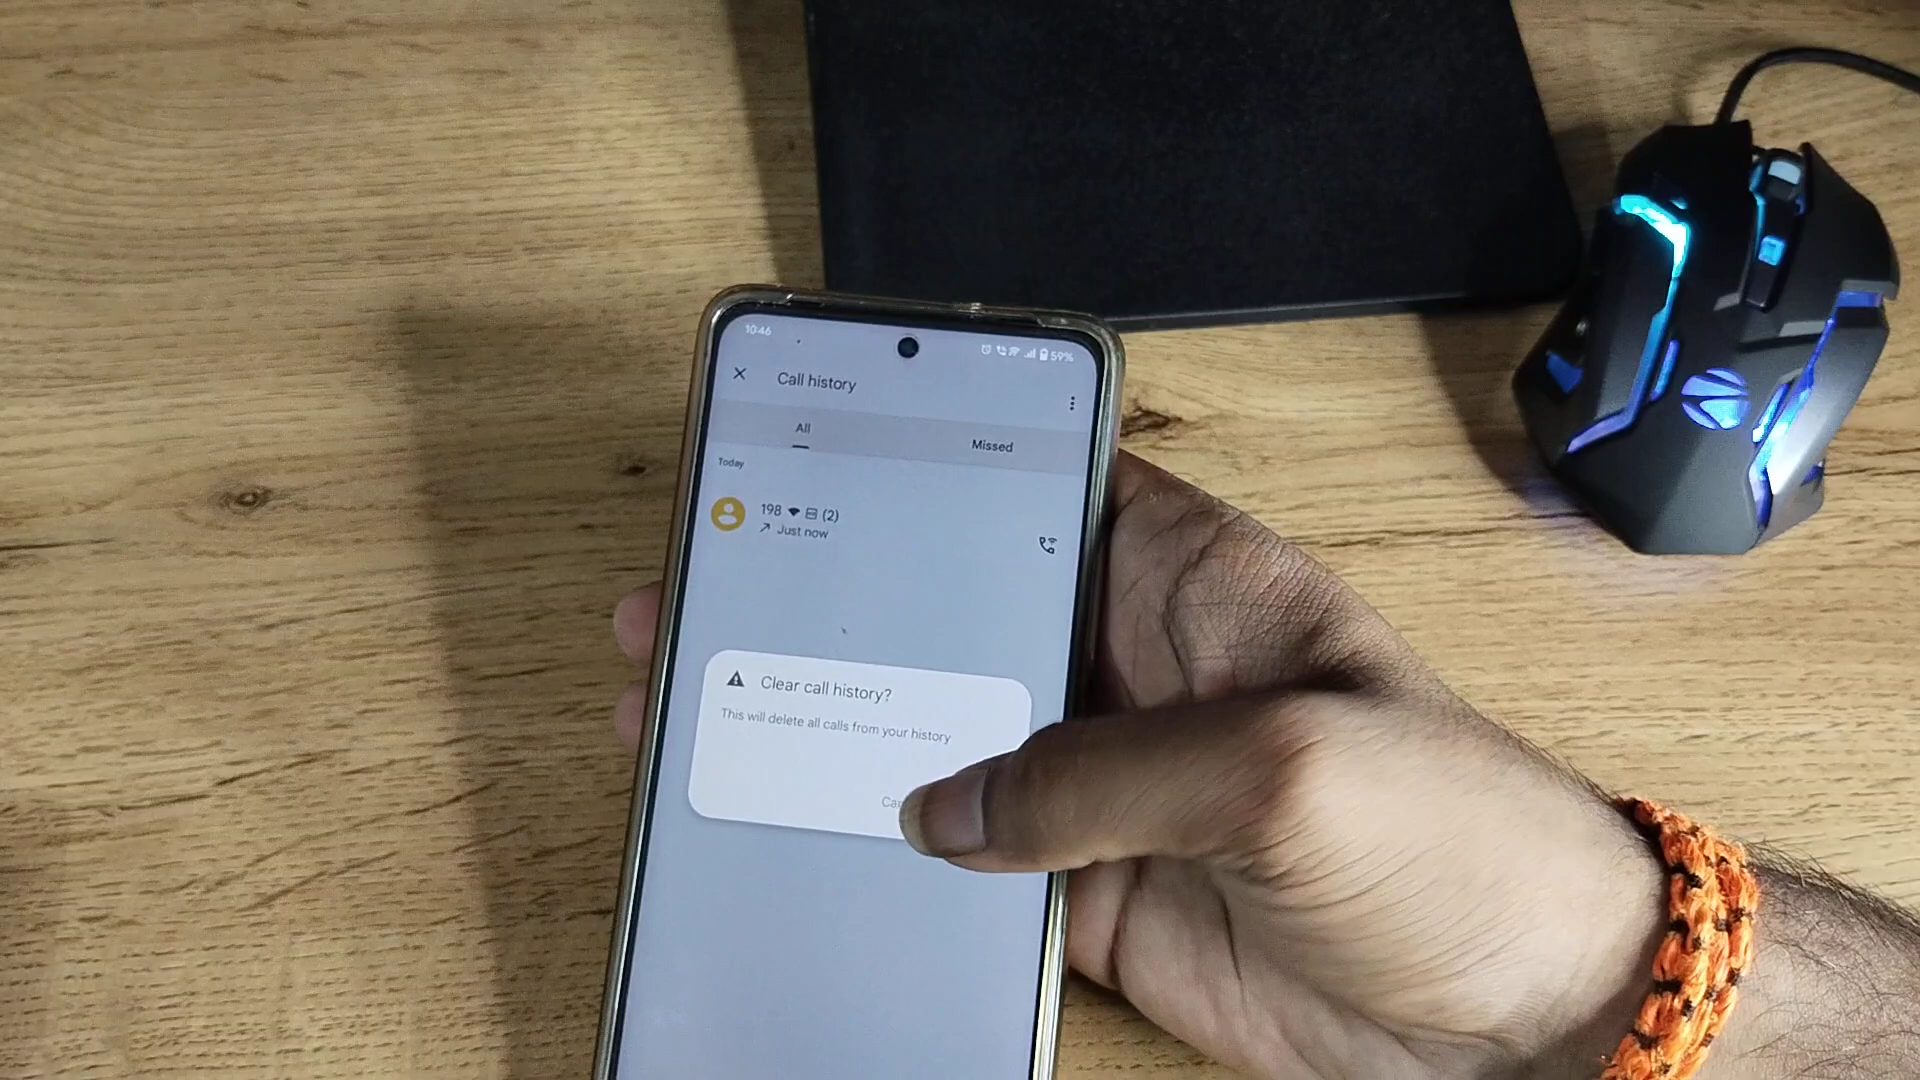 10:46
59%
Call history
All
Missed
Today
198 (2)
Just now
Clear call history?
This will delete all calls from your history